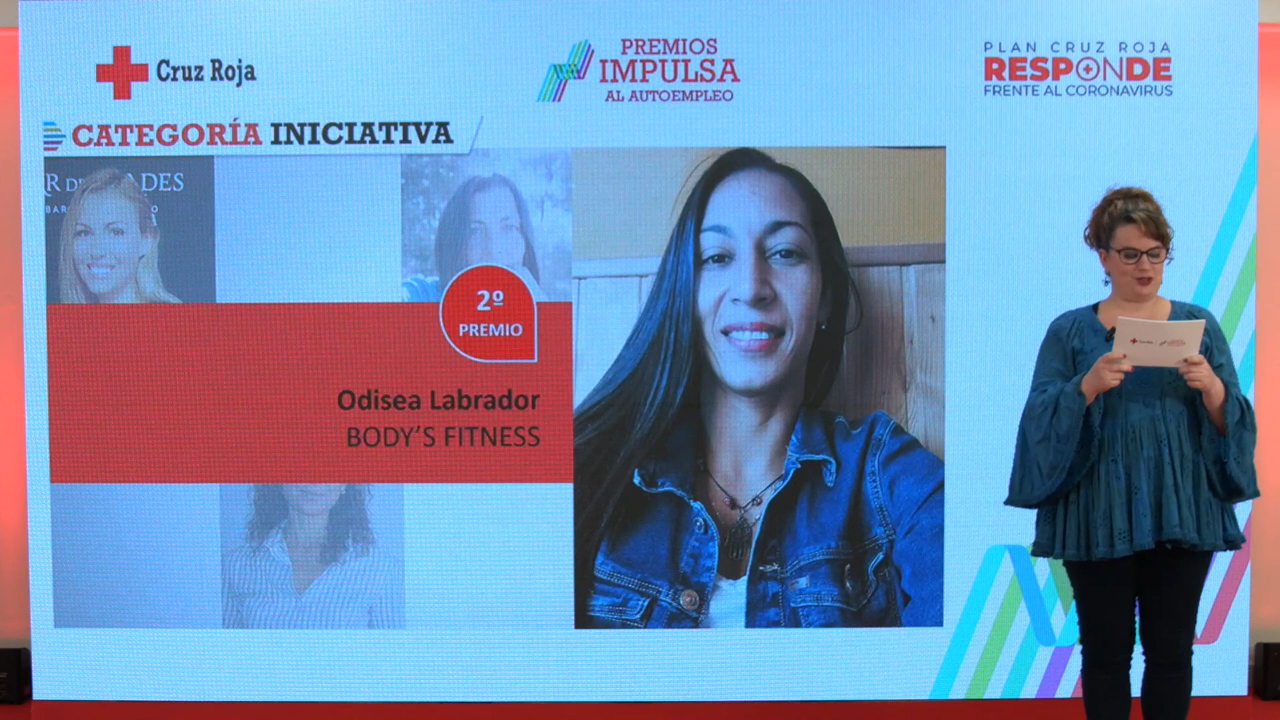 Cruz Roja
PREMIOS
IMPULSA
AL AUTOEMPLEO
PLAN CRUZ ROJA
RESPONDE
FRENTE AL CORONAVIRUS
CATEGORÍA INICIATIVA
2º
PREMIO
Odisea Labrador
BODY'S FITNESS